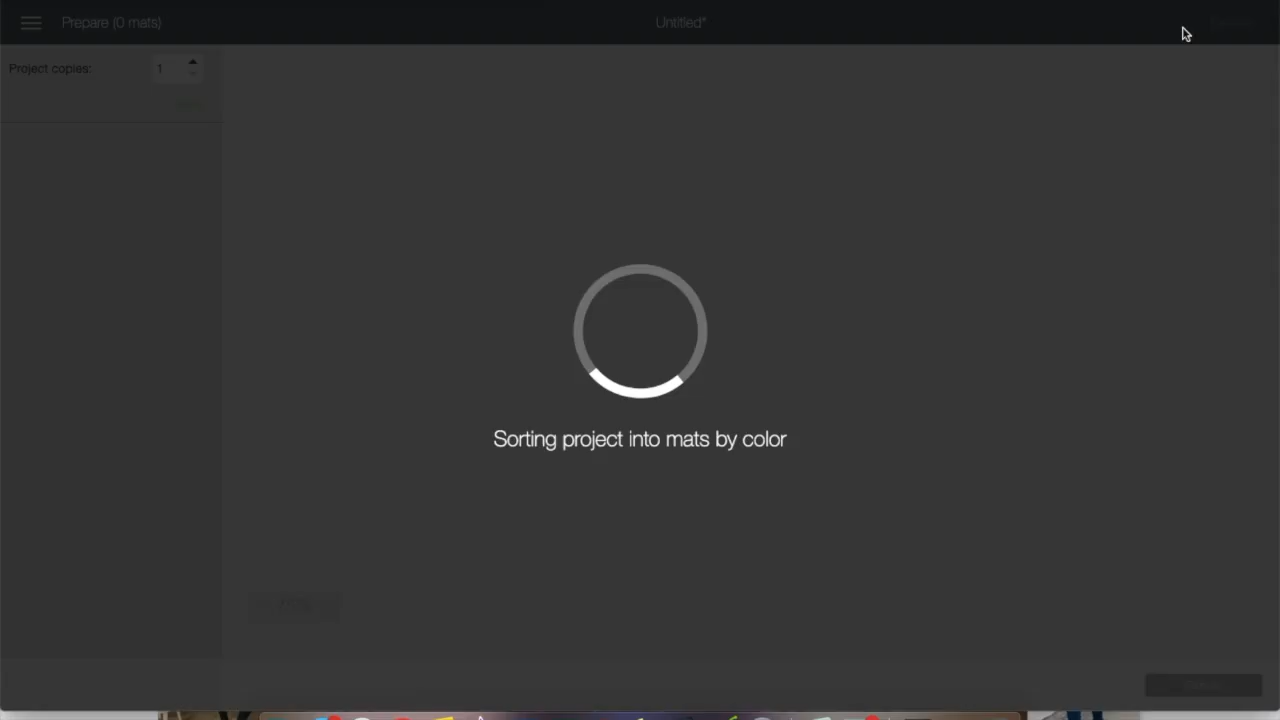 Prepare (0 mats)
Untitled*
Project copies:
1
Sorting project into mats by color